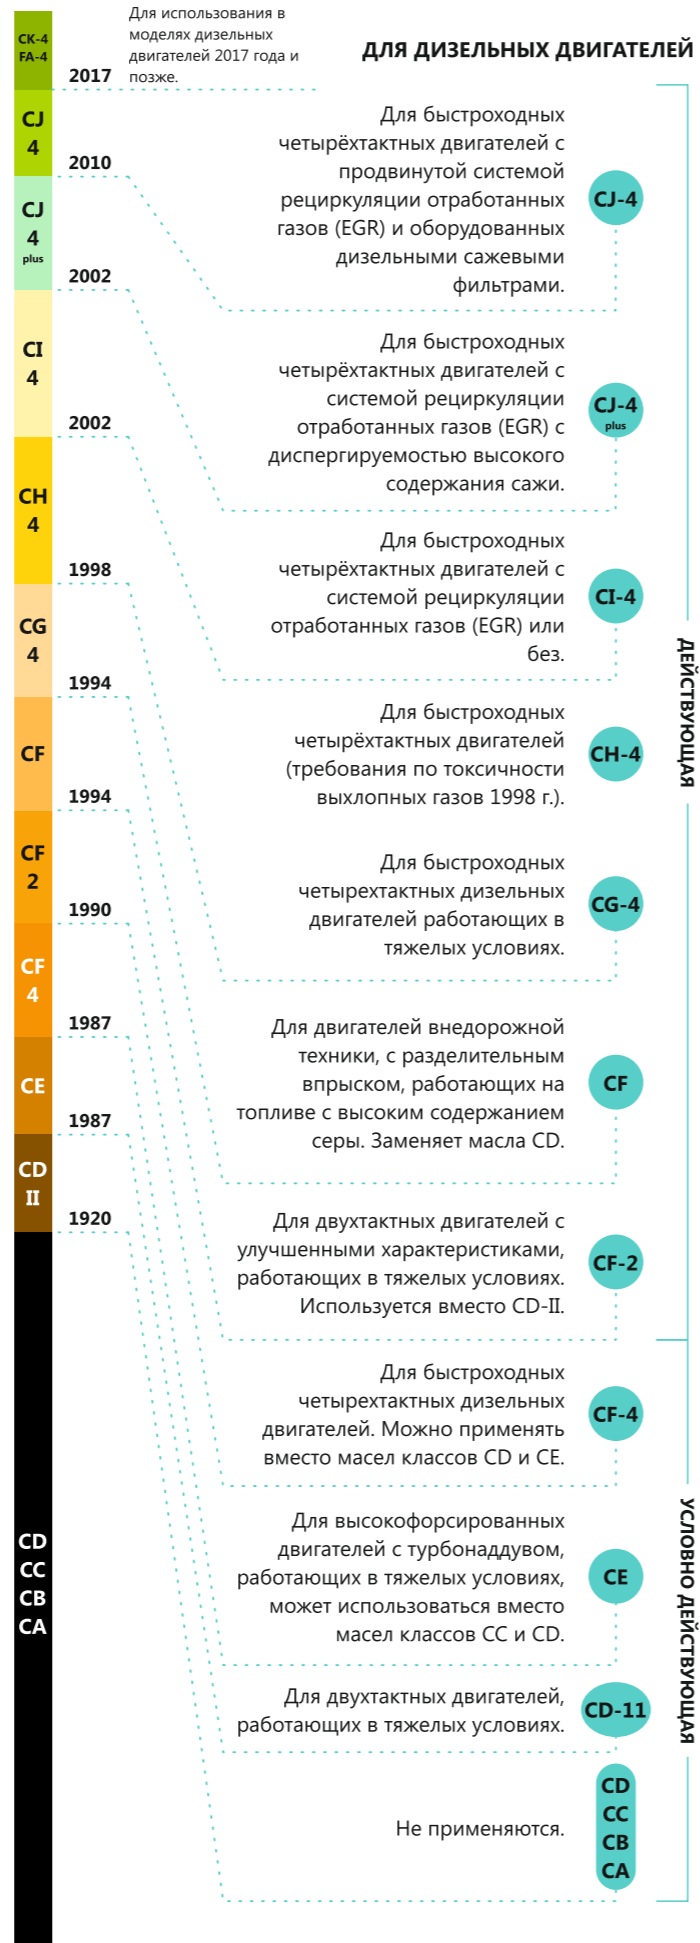 Для использования в
моделях дизельных
двигателей 2017 года и
позже.
ДЛЯ ДИЗЕЛЬНЫХ ДВИГАТЕЛЕЙ
CK-4
FA-4
2017
CJ
4
2010
CJ
4
plus
2002
CI
4
2002
CH
4
1998
CG
4
1994
CF
1994
CF
2
1990
CF
4
1987
CE
1987
CD
II
1920
CD
CC
CB
CA
Для быстроходных
четырёхтактных двигателей с
продвинутой системой
рециркуляции отработанных
газов (EGR) и оборудованных
дизельными сажевыми
фильтрами.
CJ-4
Для быстроходных
четырёхтактных двигателей с
системой рециркуляции
отработанных газов (EGR) с
диспергируемостью высокого
содержания сажи.
CJ-4
plus
Для быстроходных
четырёхтактных двигателей с
системой рециркуляции
отработанных газов (EGR) или
без.
CI-4
Для быстроходных
четырёхтактных двигателей
(требования по токсичности
выхлопных газов 1998 г.).
CH-4
Для быстроходных
четырехтактных дизельных
двигателей работающих в
тяжелых условиях.
CG-4
Для двигателей внедорожной
техники, с разделительным
впрыском, работающих на
топливе с высоким содержанием
серы. Заменяет масла CD.
CF
Для двухтактных двигателей с
улучшенными характеристиками,
работающих в тяжелых условиях.
Используется вместо CD-II.
CF-2
Для быстроходных
четырехтактных дизельных
двигателей. Можно применять
вместо масел классов CD и CE.
CF-4
Для высокофорсированных
двигателей с турбонаддувом,
работающих в тяжелых условиях,
может использоваться вместо
масел классов CC и CD.
CE
Для двухтактных двигателей,
работающих в тяжелых условиях.
CD-11
Не применяются.
CD
CC
CB
CA
ДЕЙСТВУЮЩАЯ
УСЛОВНО ДЕЙСТВУЮЩАЯ